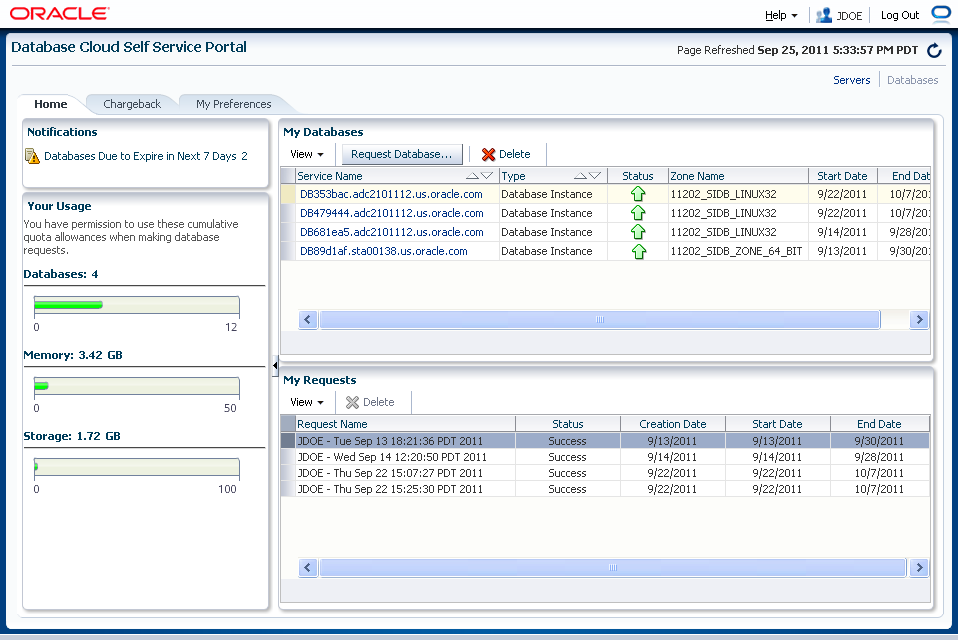 ORACLE
Help JDOE Log Out
Database Cloud Self Service Portal
Page Refreshed Sep 25, 2011 5:33:57 PM PDT
Servers Databases
Home Chargeback My Preferences
Notifications
Databases Due to Expire in Next 7 Days 2
Your Usage
You have permission to use these cumulative
quota allowances when making database
requests.
Databases: 4
0 12
Memory: 3.42 GB
0 50
Storage: 1.72 GB
0 100
My Databases
View Request Database... Delete
Service Name Type Status Zone Name Start Date End Dat
DB353bac.adc2101112.us.oracle.com Database Instance 11202_SIDB_LINUX32 9/22/2011 10/7/20
DB479444.adc2101112.us.oracle.com Database Instance 11202_SIDB_LINUX32 9/22/2011 10/7/20
DB681ea5.adc2101112.us.oracle.com Database Instance 11202_SIDB_LINUX32 9/14/2011 9/28/20
DB89d1af.sta00138.us.oracle.com Database Instance 11202_SIDB_ZONE_64_BIT 9/13/2011 9/30/20
My Requests
View Delete
Request Name Status Creation Date Start Date End Date
JDOE - Tue Sep 13 18:21:36 PDT 2011 Success 9/13/2011 9/13/2011 9/30/2011
JDOE - Wed Sep 14 12:20:50 PDT 2011 Success 9/14/2011 9/14/2011 9/28/2011
JDOE - Thu Sep 22 15:07:27 PDT 2011 Success 9/22/2011 9/22/2011 10/7/2011
JDOE - Thu Sep 22 15:25:30 PDT 2011 Success 9/22/2011 9/22/2011 10/7/2011